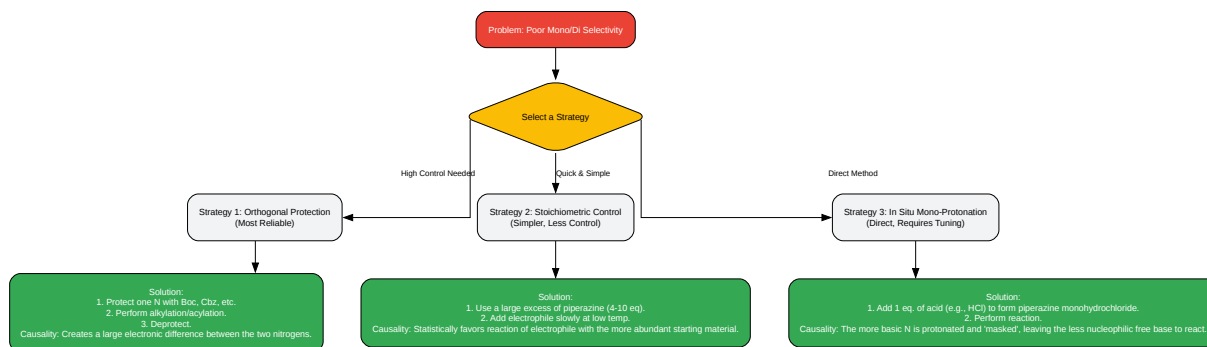 Problem: Poor Mono/Di Selectivity
Select a Strategy
High Control Needed
Quick & Simple
Direct Method
Strategy 1: Orthogonal Protection
(Most Reliable)
Strategy 2: Stoichiometric Control
(Simpler, Less Control)
Strategy 3: In Situ Mono-Protonation
(Direct, Requires Tuning)
Solution:
1. Protect one N with Boc, Cbz, etc.
2. Perform alkylation/acylation.
3. Deprotect.
Causality: Creates a large electronic difference between the two nitrogens.
Solution:
1. Use a large excess of piperazine (4-10 eq).
2. Add electrophile slowly at low temp.
Causality: Statistically favors reaction of electrophile with the more abundant starting material.
Solution:
1. Add 1 eq. of acid (e.g., HCl) to form piperazine monohydrochloride.
2. Perform reaction.
Causality: The more basic N is protonated and 'masked', leaving the less nucleophilic free base to react.